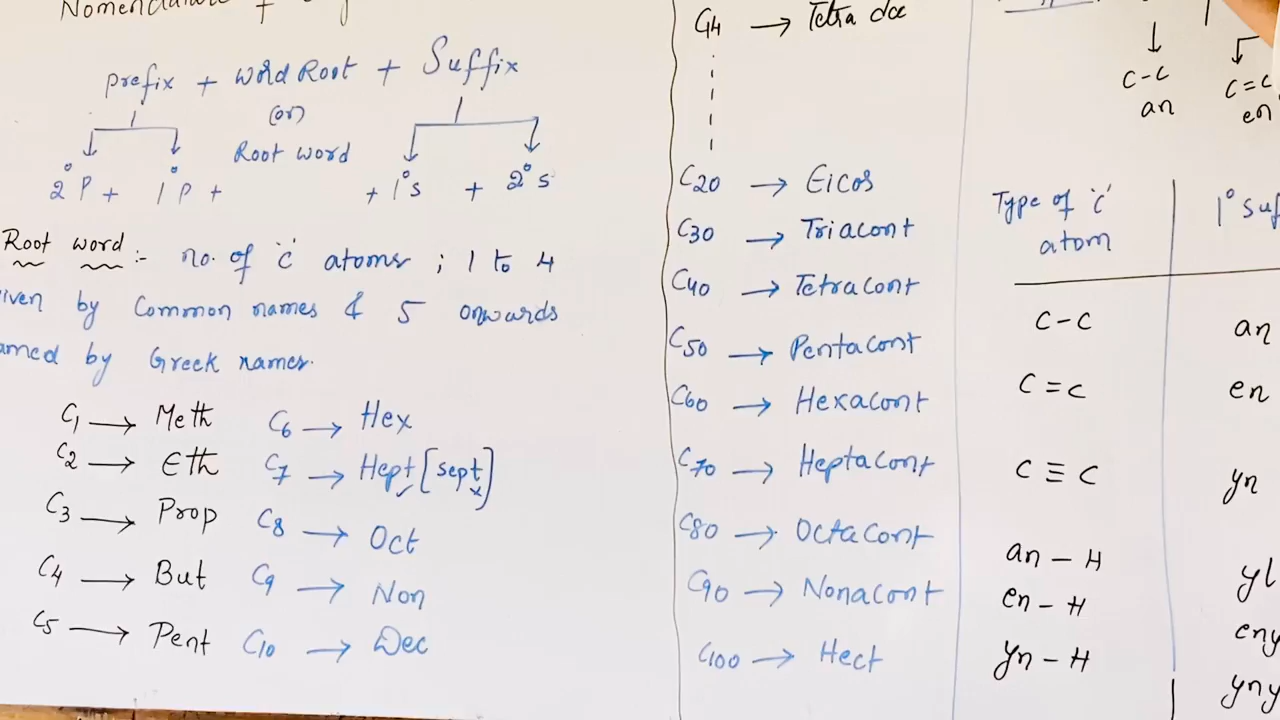 prefix + Word Root + Suffix
(or)
Root word
2° P + 1° P + + 1° s + 2° s
Root word :- no. of 'c' atoms ; 1 to 4
given by Common names & 5 onwards
named by Greek names.
C1 → Meth
C2 → Eth
C3 → Prop
C4 → But
C5 → Pent
C6 → Hex
C7 → Hept [sept]
C8 → Oct
C9 → Non
C10 → Dec
C20 → Eicos
C30 → Triacont
C40 → Tetracont
C50 → Pentacont
C60 → Hexacont
C70 → Heptacont
C80 → Octacont
C90 → Nonacont
C100 → Hect
C-C C=C
an en
Type of 'c' 1° suf
atom
C-C an
C=C en
C≡C yn
an-H yl
en-H eny
yn-H yny